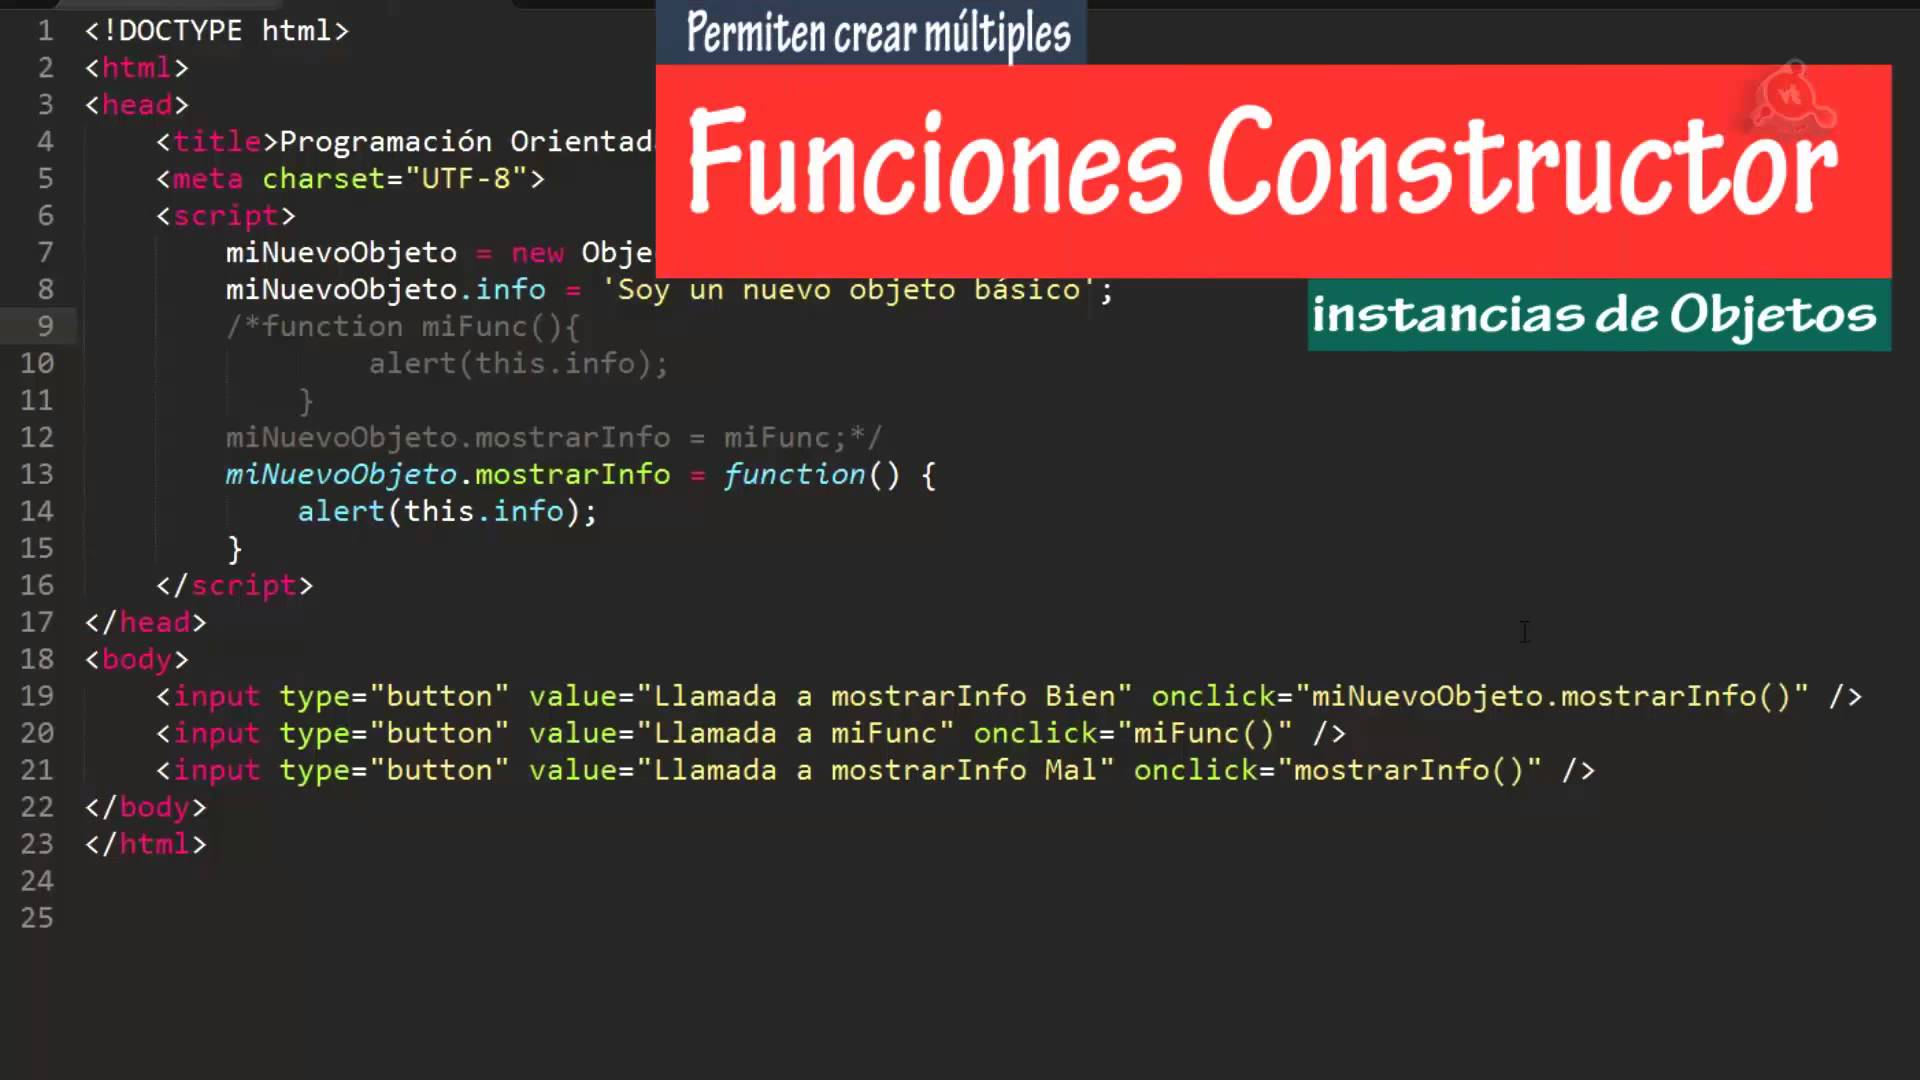 Permiten crear múltiples
Funciones Constructor
instancias de Objetos
1 <!DOCTYPE html>
2 <html>
3 <head>
4 <title>Programación Orientad
5 <meta charset="UTF-8">
6 <script>
7 miNuevoObjeto = new Obje
8 miNuevoObjeto.info = 'Soy un nuevo objeto básico';
9 /*function miFunc(){
10 alert(this.info);
11 }
12 miNuevoObjeto.mostrarInfo = miFunc;*/
13 miNuevoObjeto.mostrarInfo = function() {
14 alert(this.info);
15 }
16 </script>
17 </head>
18 <body>
19 <input type="button" value="Llamada a mostrarInfo Bien" onclick="miNuevoObjeto.mostrarInfo()" />
20 <input type="button" value="Llamada a miFunc" onclick="miFunc()" />
21 <input type="button" value="Llamada a mostrarInfo Mal" onclick="mostrarInfo()" />
22 </body>
23 </html>
24
25